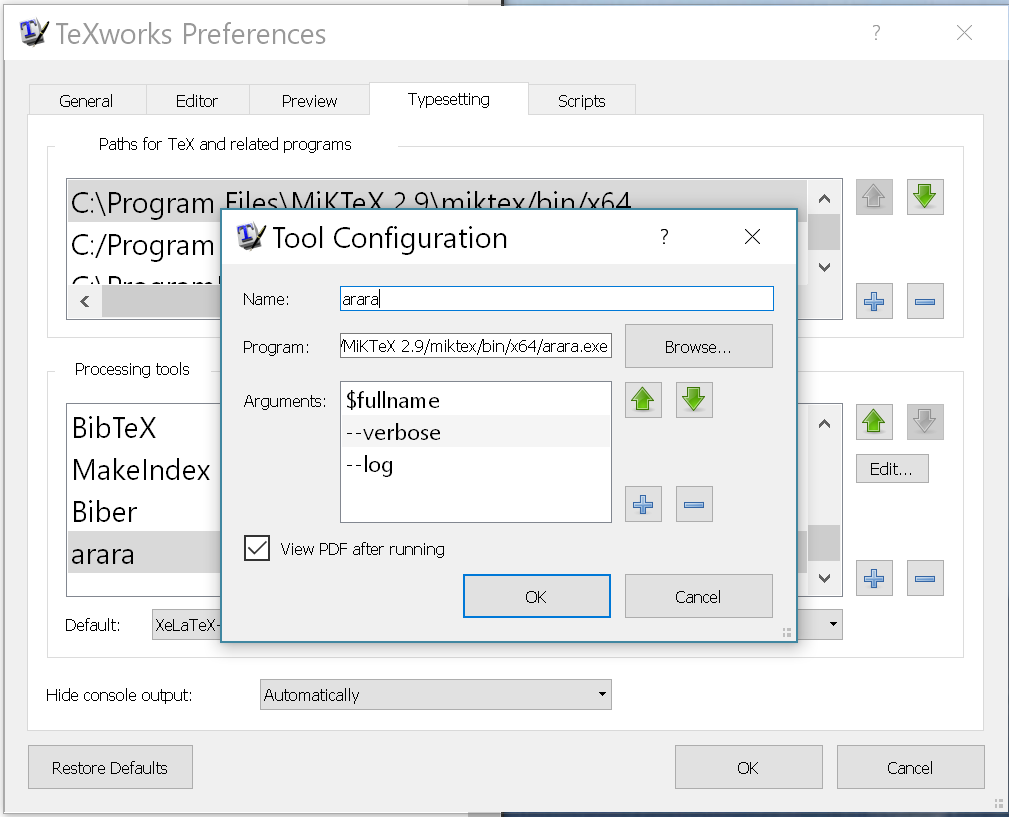 TeXworks Preferences
General
Editor
Preview
Typesetting
Scripts
Paths for TeX and related programs
C:\Program Files\MiKTeX 2.9\miktex/bin/x64
C:/Program
C:\Program
Tool Configuration
Name:
arara
Program:
/MiKTeX 2.9/miktex/bin/x64/arara.exe
Browse...
Arguments:
$fullname
--verbose
--log
View PDF after running
OK
Cancel
Processing tools
BibTeX
MakeIndex
Biber
arara
Edit...
Default:
XeLaTeX-
Hide console output:
Automatically
Restore Defaults
OK
Cancel